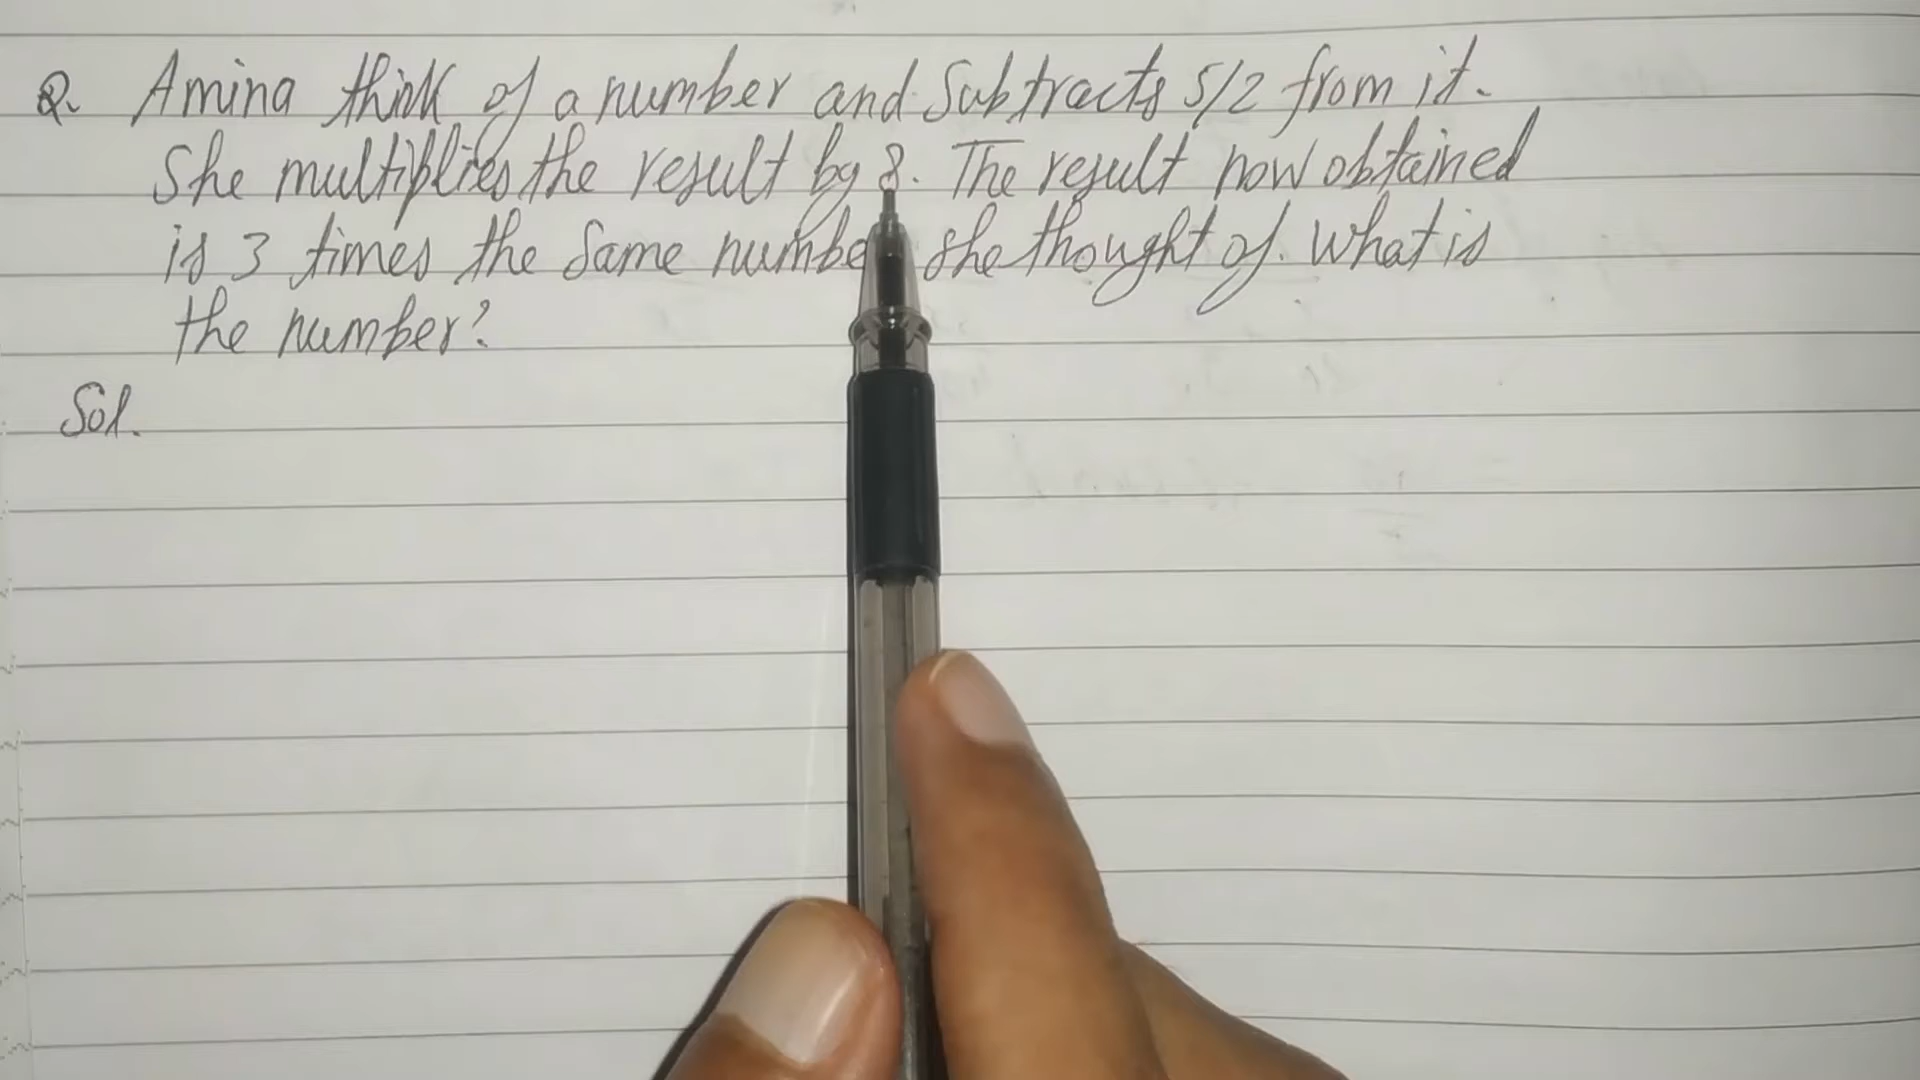 Q. Amina think of a number and Subtracts 5/2 from it.
She multiplies the result by 8. The result now obtained
is 3 times the same number she thought of. What is
the number?
Sol.